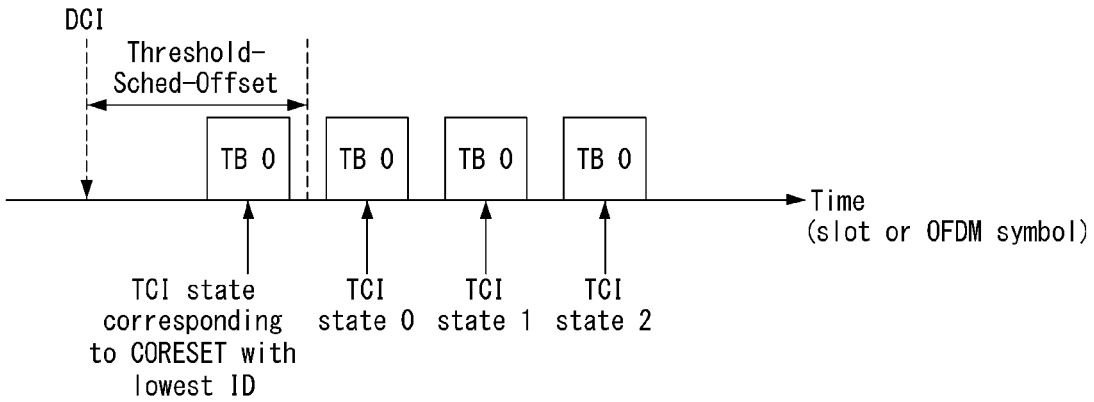 DCI
Threshold-
Sched-Offset
TB 0
TB 0
TB 0
TB 0
Time
(slot or OFDM symbol)
TCI state
corresponding
to CORESET with
lowest ID
TCI
state 0
TCI
state 1
TCI
state 2